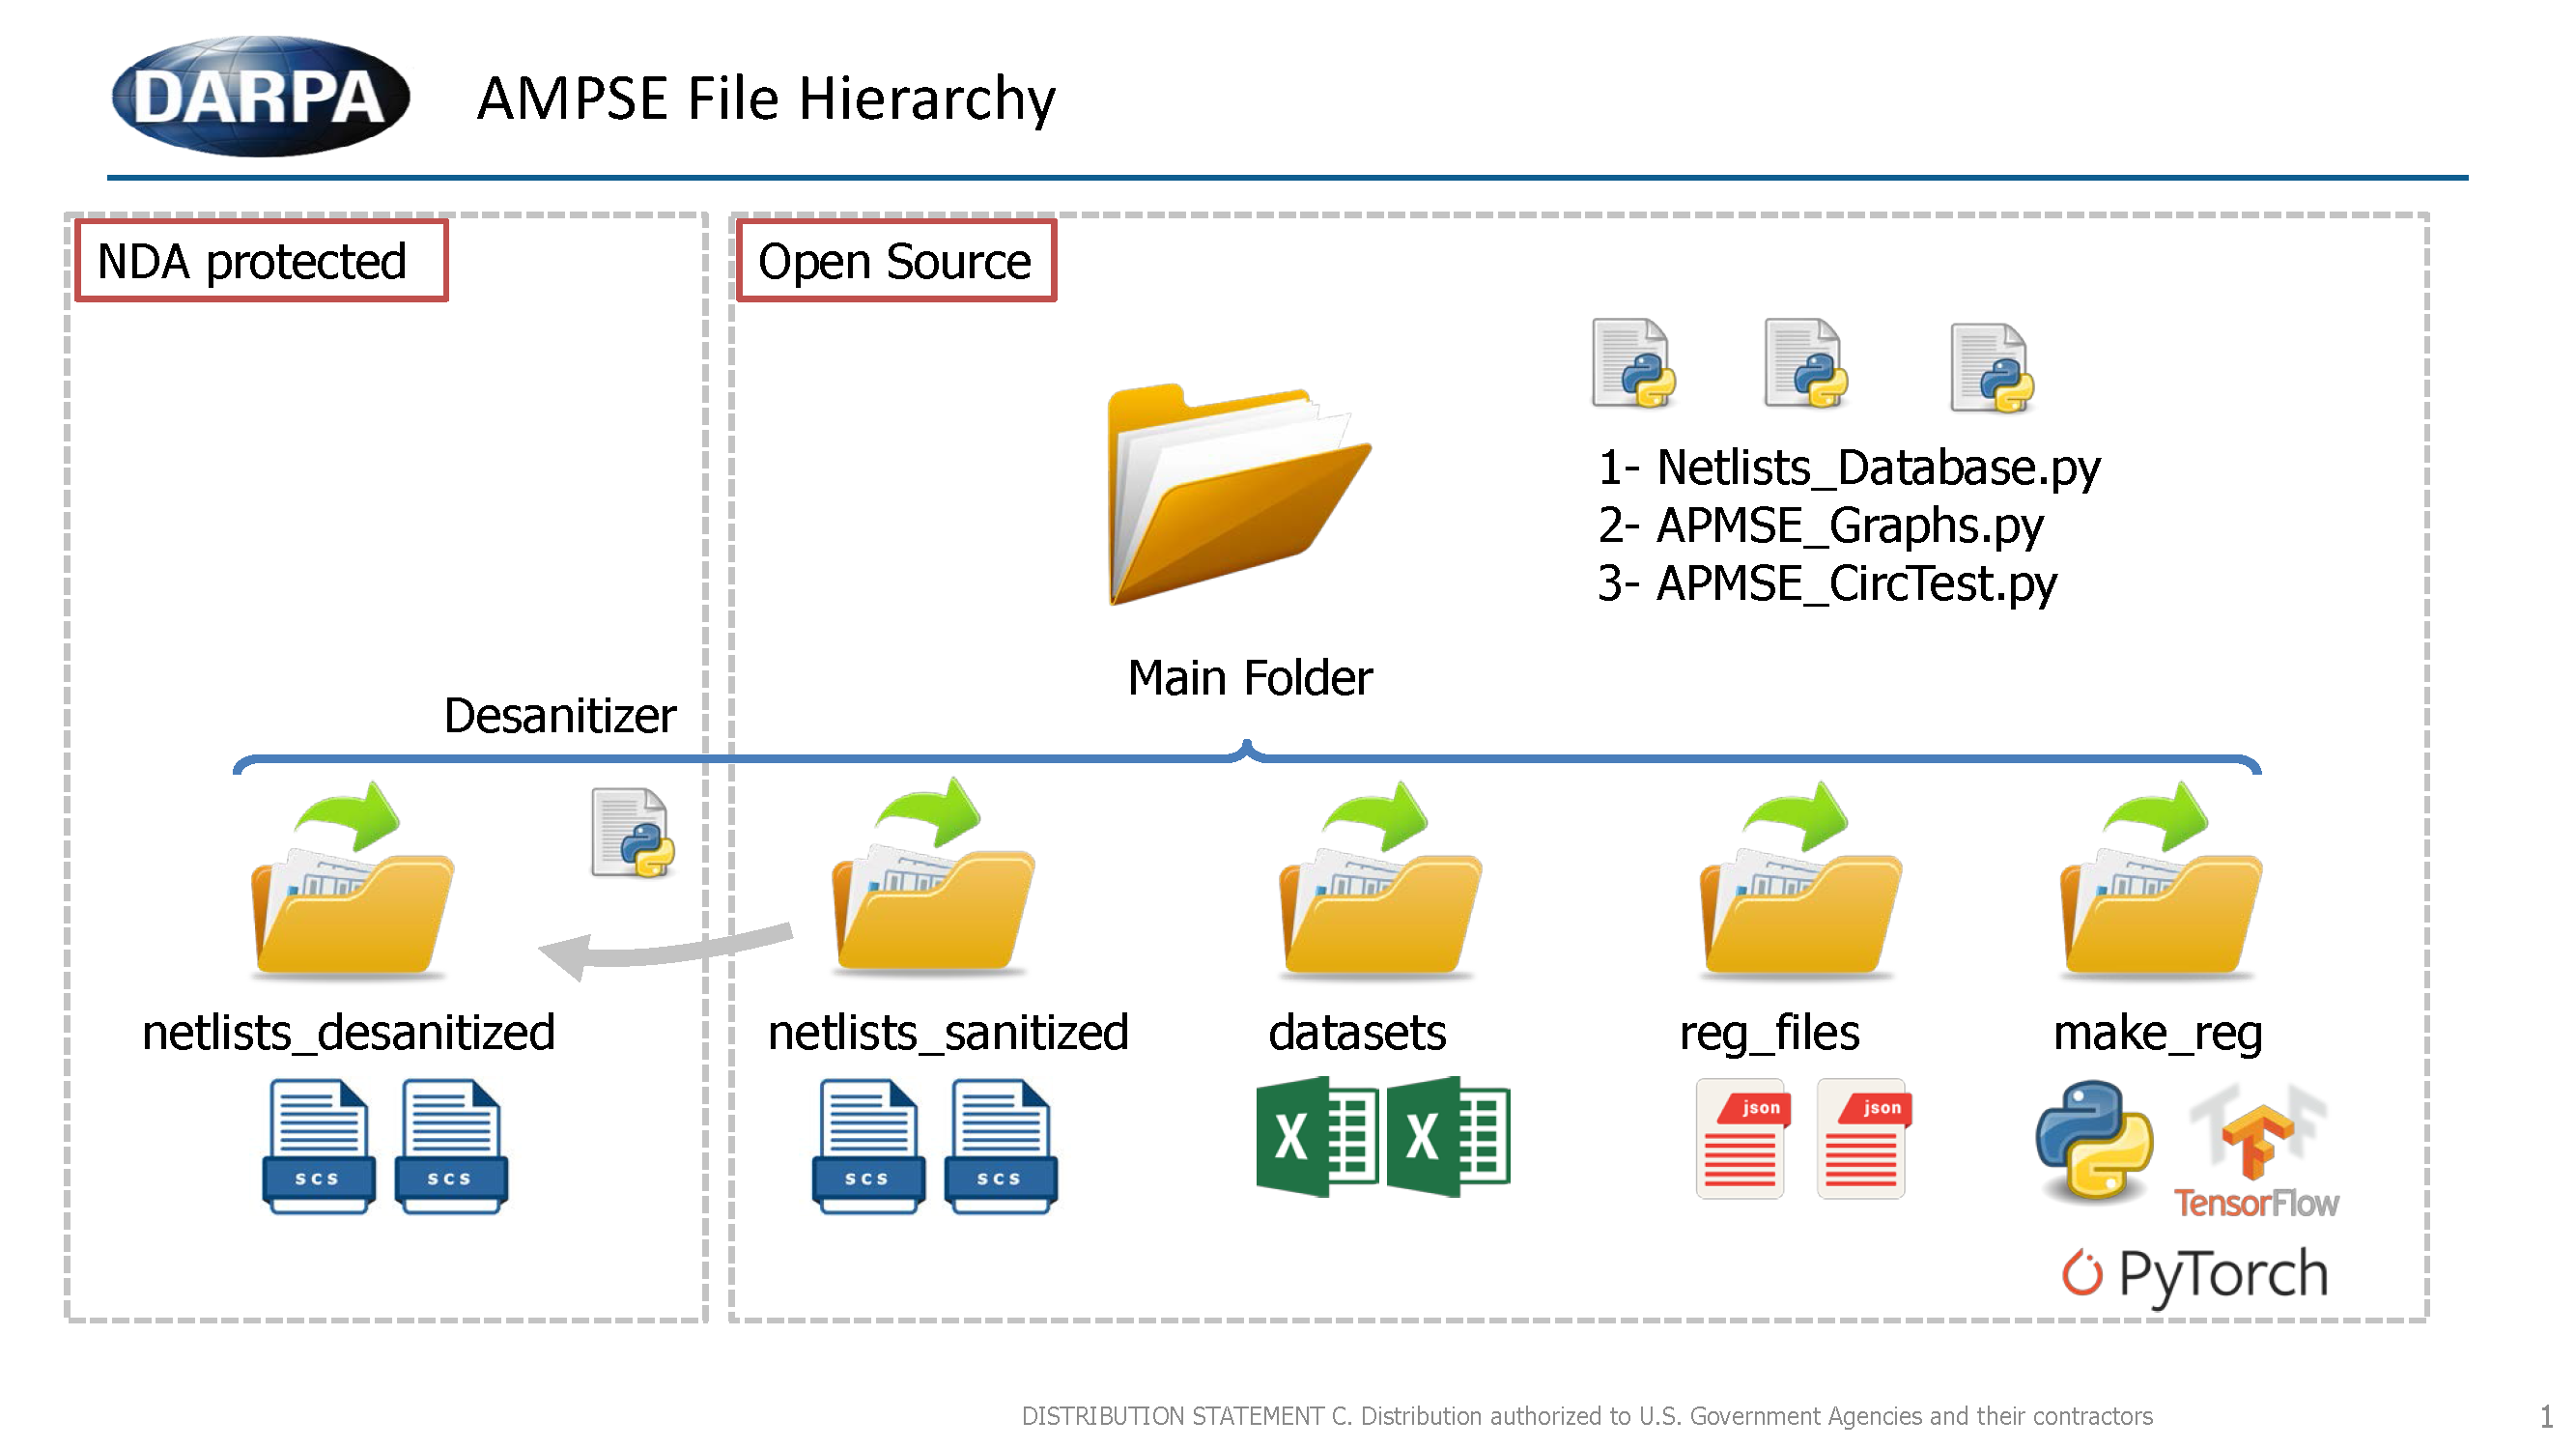 DARPA
AMPSE File Hierarchy
NDA protected
Open Source
1- Netlists_Database.py
2- APMSE_Graphs.py
3- APMSE_CircTest.py
Main Folder
Desanitizer
netlists_desanitized
netlists_sanitized
datasets
reg_files
make_reg
scs
scs
scs
scs
X
X
json
json
TF
TensorFlow
PyTorch
DISTRIBUTION STATEMENT C. Distribution authorized to U.S. Government Agencies and their contractors
1